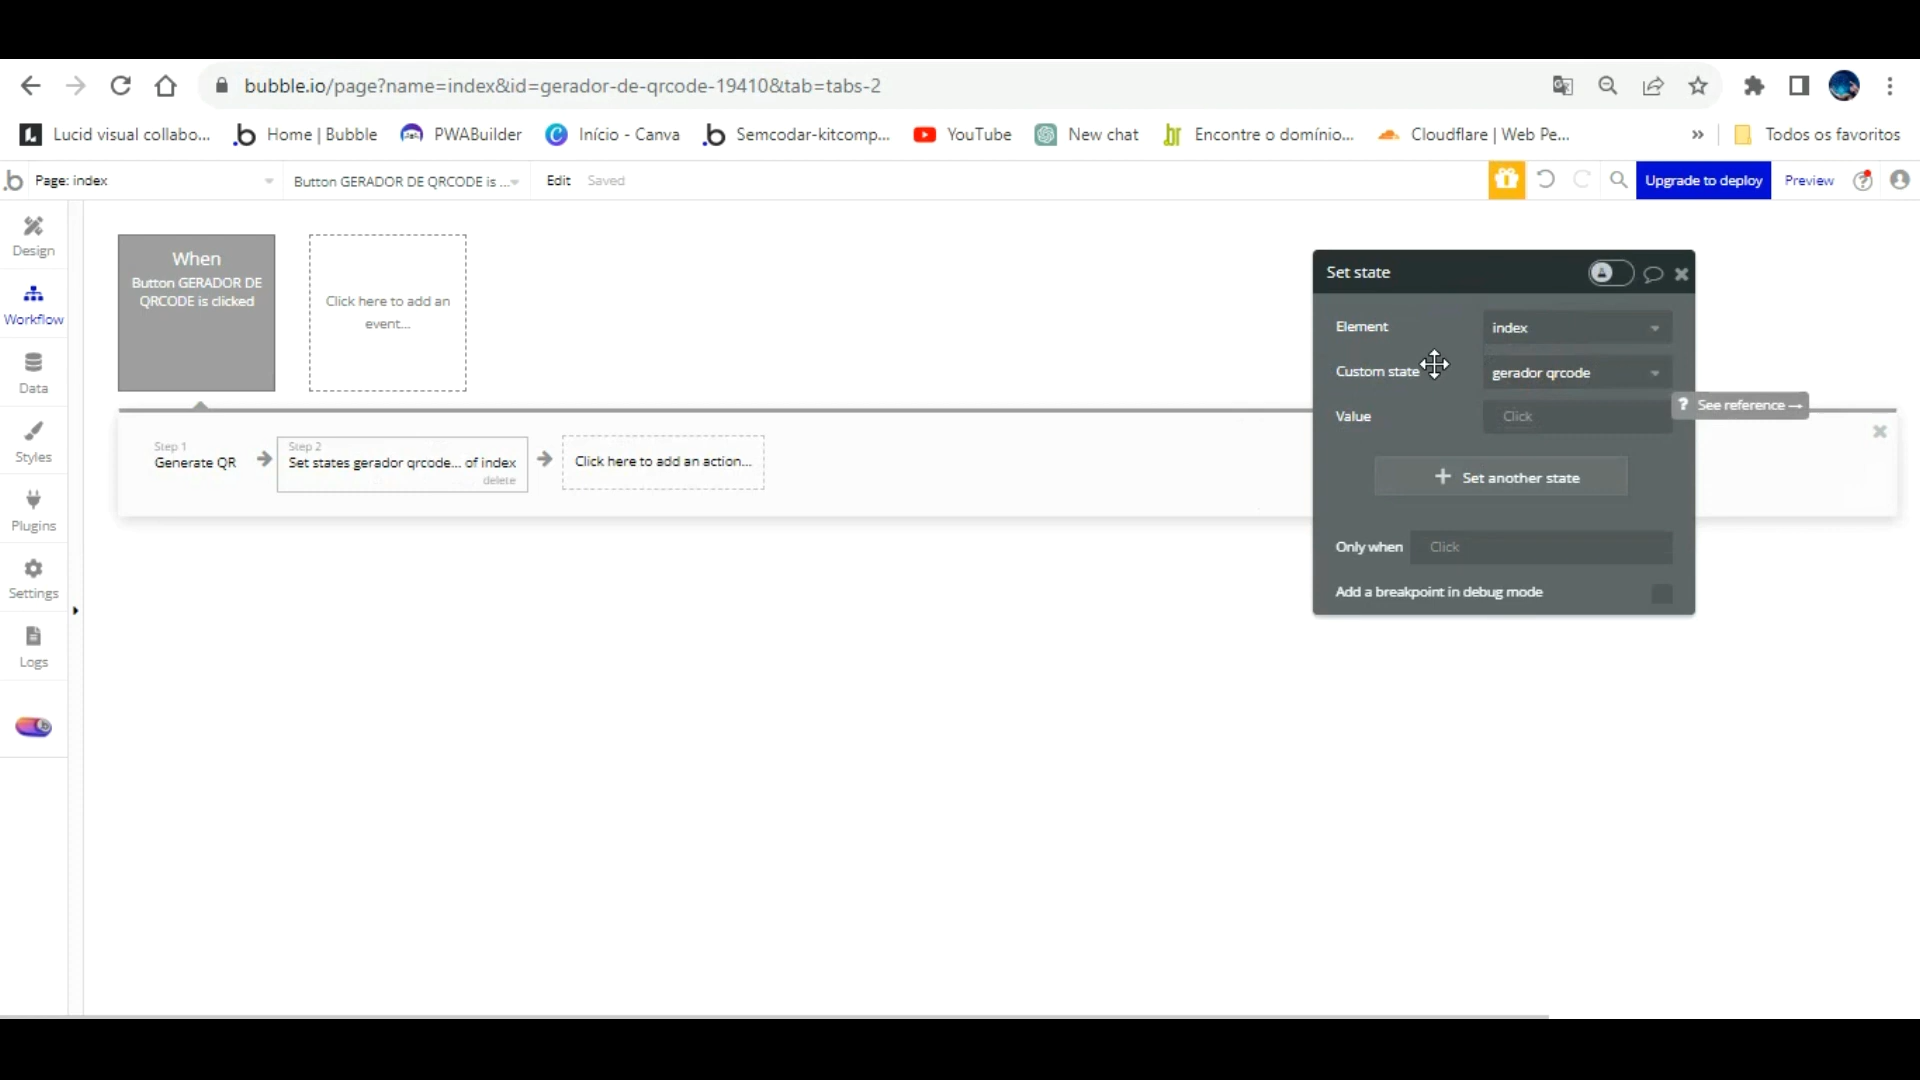 bubble.io/page?name=index&id=gerador-de-qrcode-19410&tab=tabs-2
Lucid visual collabo...
Home | Bubble
PWABuilder
Início - Canva
Semcodar-kitcomp...
YouTube
New chat
Encontre o domínio...
Cloudflare | Web Pe...
»
Todos os favoritos
Page: index
Button GERADOR DE QRCODE is ...
Edit
Saved
Upgrade to deploy
Preview
Design
Workflow
Data
Styles
Plugins
Settings
Logs
When
Button GERADOR DE
QRCODE is clicked
Click here to add an
event...
Step 1
Generate QR
Step 2
Set states gerador qrcode... of index
delete
Click here to add an action...
Set state
Element
index
Custom state
gerador qrcode
? See reference →
Value
Click
+ Set another state
Only when
Click
Add a breakpoint in debug mode